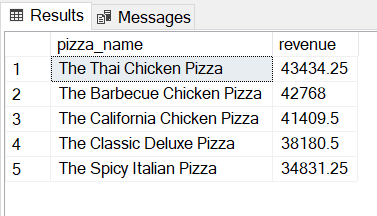 Results Messages
pizza_name revenue
1 The Thai Chicken Pizza 43434.25
2 The Barbecue Chicken Pizza 42768
3 The California Chicken Pizza 41409.5
4 The Classic Deluxe Pizza 38180.5
5 The Spicy Italian Pizza 34831.25